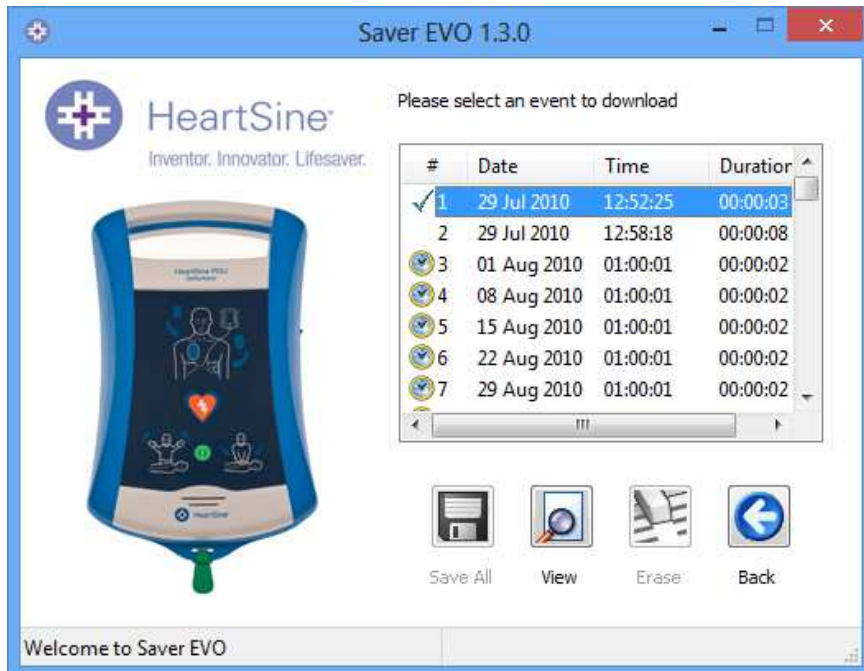 Saver EVO 1.3.0
HeartSine
Inventor. Innovator. Lifesaver.
Please select an event to download
# Date Time Duration
1 29 Jul 2010 12:52:25 00:00:03
2 29 Jul 2010 12:58:18 00:00:08
3 01 Aug 2010 01:00:01 00:00:02
4 08 Aug 2010 01:00:01 00:00:02
5 15 Aug 2010 01:00:01 00:00:02
6 22 Aug 2010 01:00:01 00:00:02
7 29 Aug 2010 01:00:01 00:00:02
HeartSine
Save All View Erase Back
Welcome to Saver EVO